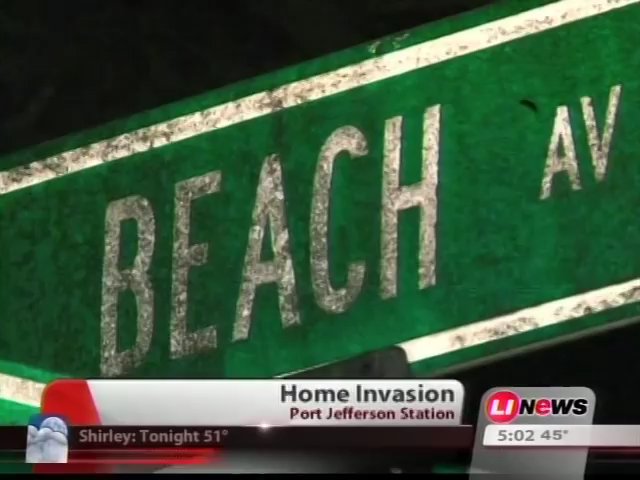 BEACH AV
Home Invasion
Port Jefferson Station
LI NEWS
Shirley: Tonight 51°
5:02 45°